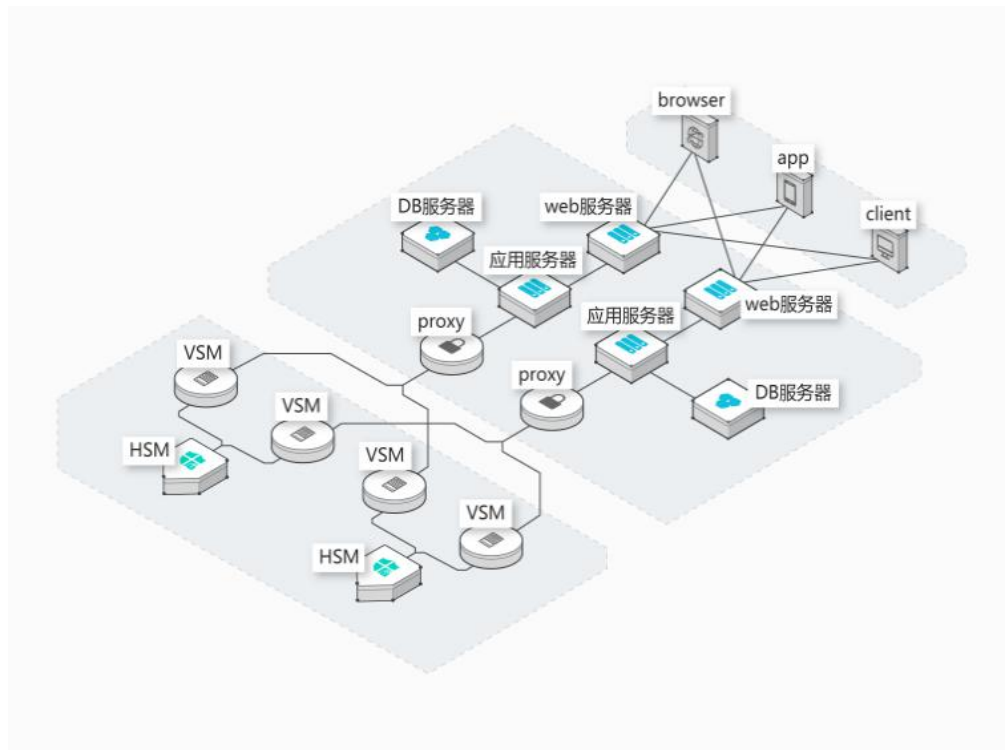 browser
app
client
DB服务器
web服务器
应用服务器
web服务器
应用服务器
proxy
proxy
DB服务器
VSM
VSM
HSM
VSM
VSM
HSM